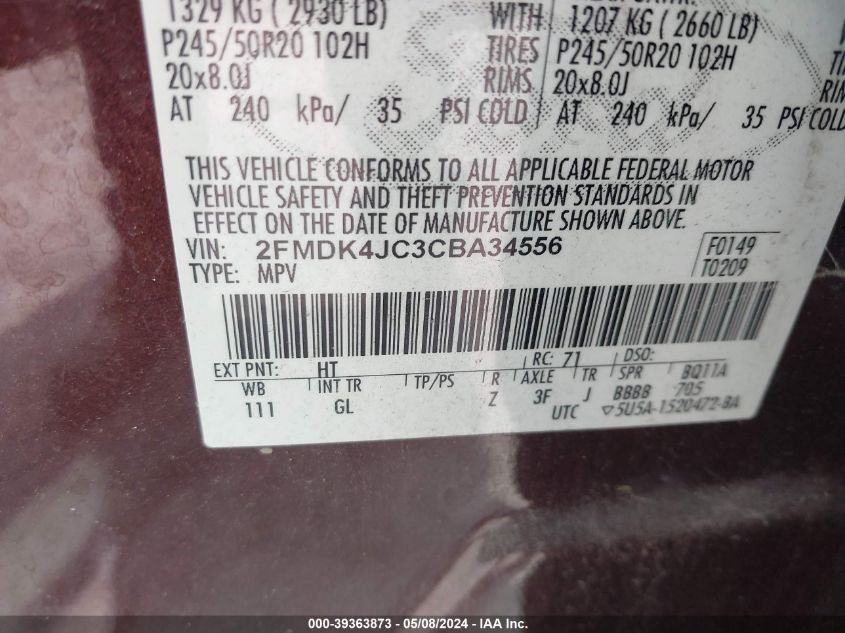 1329 KG ( 2930 LB) WITH 1207 KG ( 2660 LB)
P245/50R20 102H TIRES P245/50R20 102H
20x8.0J RIMS 20x8.0J RIM
AT 240 kPa/ 35 PSI COLD AT 240 kPa/ 35 PSI COLD
THIS VEHICLE CONFORMS TO ALL APPLICABLE FEDERAL MOTOR
VEHICLE SAFETY AND THEFT PREVENTION STANDARDS IN
EFFECT ON THE DATE OF MANUFACTURE SHOWN ABOVE.
VIN: 2FMDK4JC3CBA34556 F0149
TYPE: MPV T0209
EXT PNT: HT RC: 71 DSO:
WB INT TR TP/PS R AXLE TR SPR BQ11A
111 GL Z 3F J BBBB 705
UTC ▽5U5A-1520472-BA
000-39363873 - 05/08/2024 - IAA Inc.